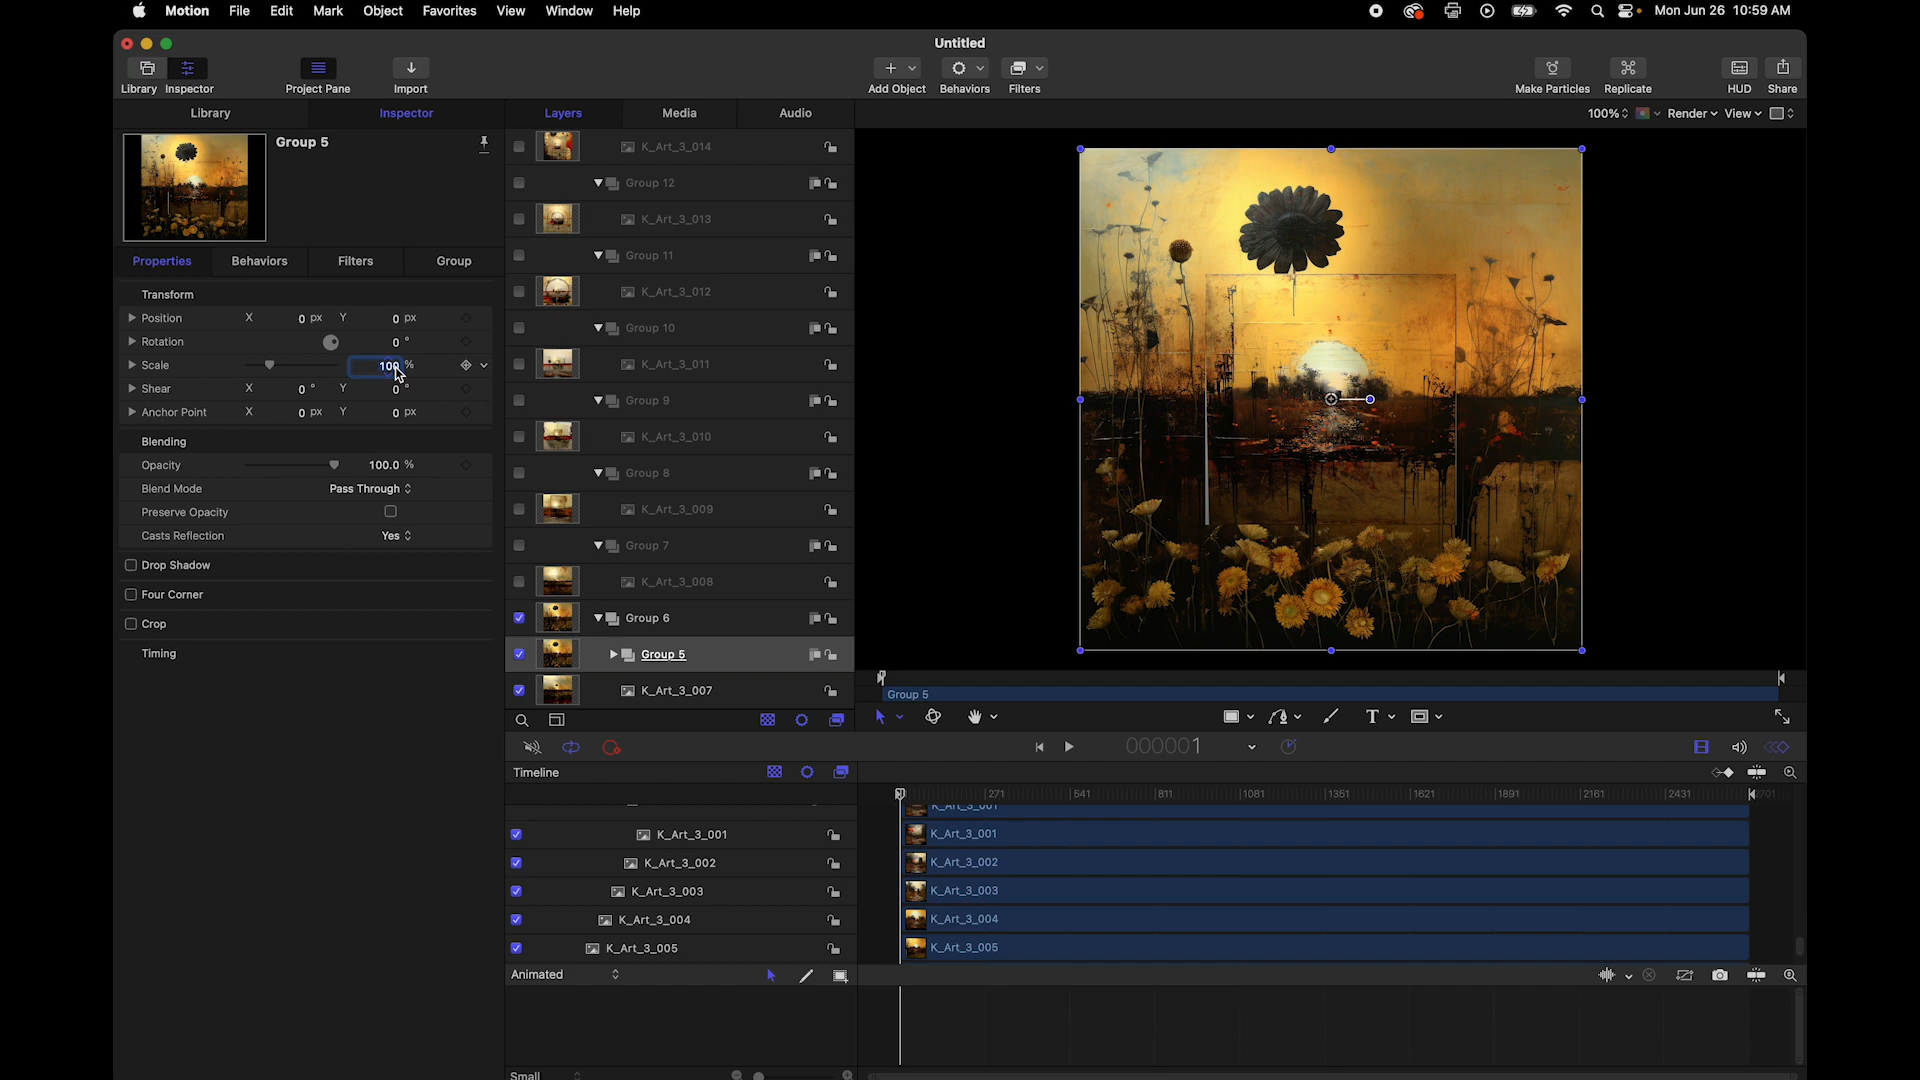 Motion File Edit Mark Object Favorites View Window Help Mon Jun 26 10:59 AM
Untitled
Library Inspector Project Pane Import Add Object Behaviors Filters Make Particles Replicate HUD Share
Library Inspector Layers Media Audio 100% Render View
Group 5
Properties Behaviors Filters Group
Transform
Position X 0 px Y 0 px
Rotation 0 °
Scale 100 %
Shear X 0 ° Y 0 °
Anchor Point X 0 px Y 0 px
Blending
Opacity 100.0 %
Blend Mode Pass Through
Preserve Opacity
Casts Reflection Yes
Drop Shadow
Four Corner
Crop
Timing
K_Art_3_014
Group 12
K_Art_3_013
Group 11
K_Art_3_012
Group 10
K_Art_3_011
Group 9
K_Art_3_010
Group 8
K_Art_3_009
Group 7
K_Art_3_008
Group 6
Group 5
K_Art_3_007
Group 5
T
000001
Timeline
271 541 811 1081 1351 1621 1891 2161 2431 2701
K_Art_3_001
K_Art_3_001 K_Art_3_001
K_Art_3_002 K_Art_3_002
K_Art_3_003 K_Art_3_003
K_Art_3_004 K_Art_3_004
K_Art_3_005 K_Art_3_005
Animated
Small